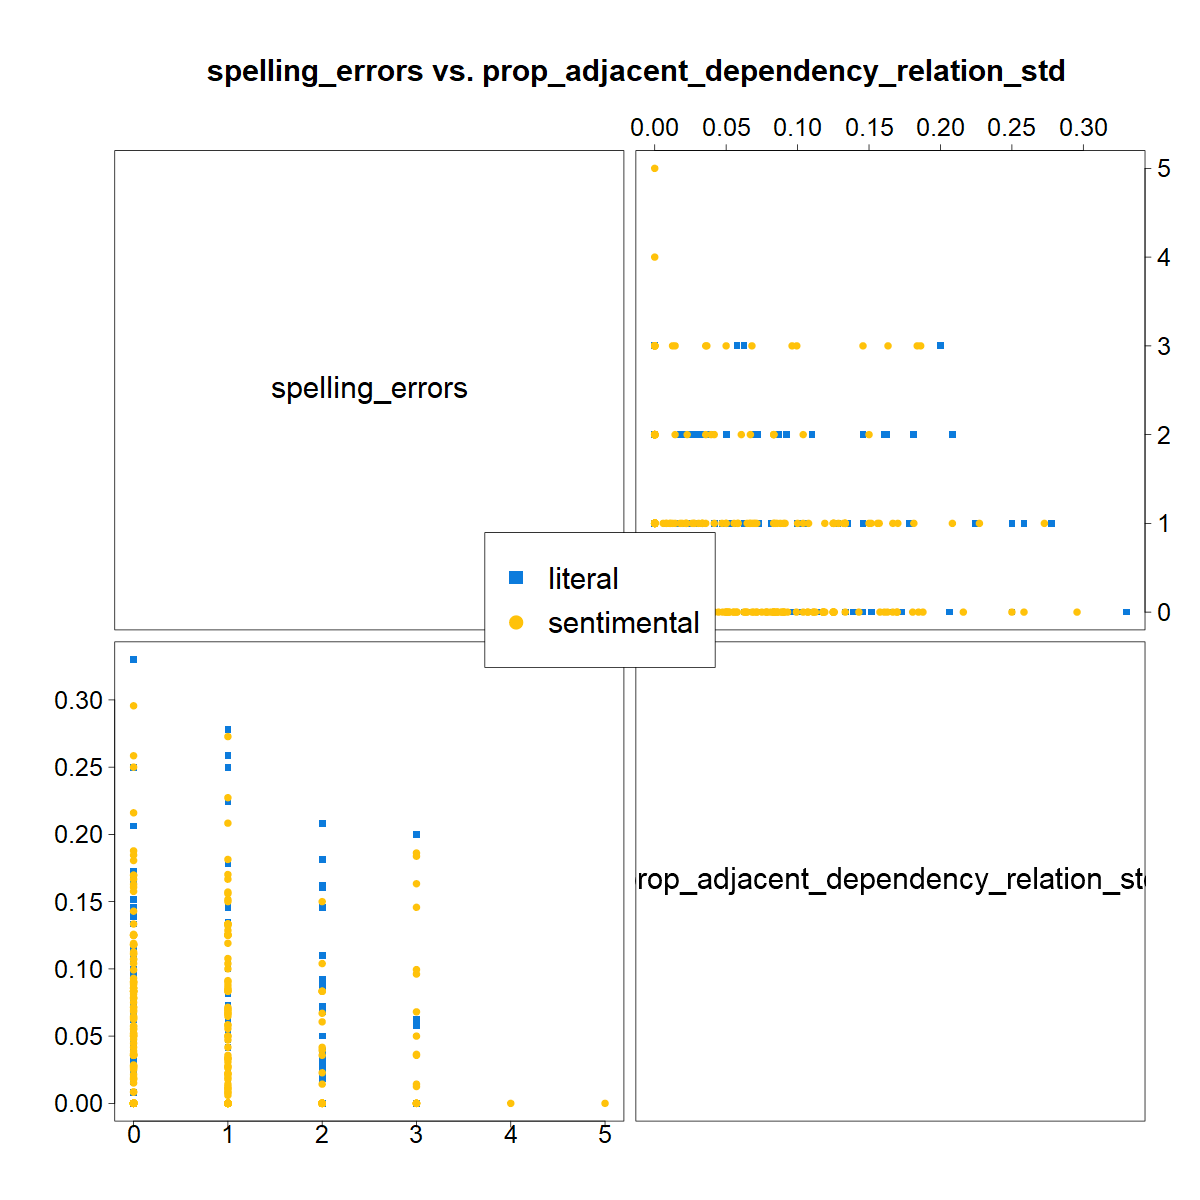 spelling_errors vs. prop_adjacent_dependency_relation_std
0.00 0.05 0.10 0.15 0.20 0.25 0.30
5
4
3
2
1
0
spelling_errors
literal
sentimental
0.30
0.25
0.20
0.15
0.10
0.05
0.00
prop_adjacent_dependency_relation_std
0 1 2 3 4 5